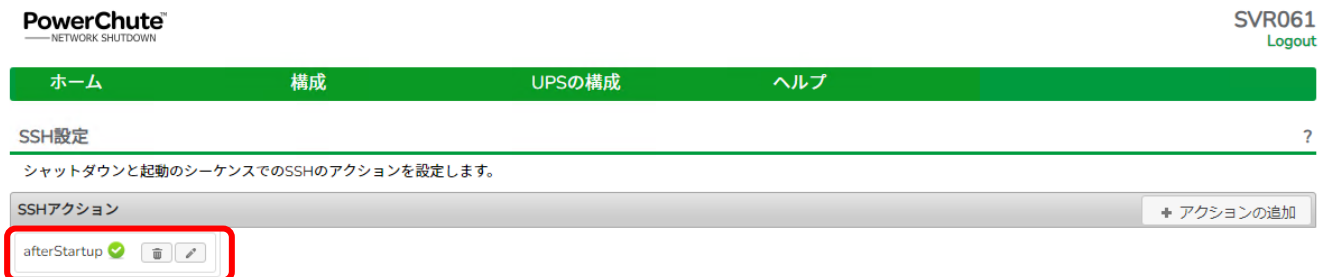 PowerChute™
NETWORK SHUTDOWN
SVR061
Logout
ホーム 構成 UPSの構成 ヘルプ
SSH設定 ?
シャットダウンと起動のシーケンスでのSSHのアクションを設定します。
SSHアクション + アクションの追加
afterStartup